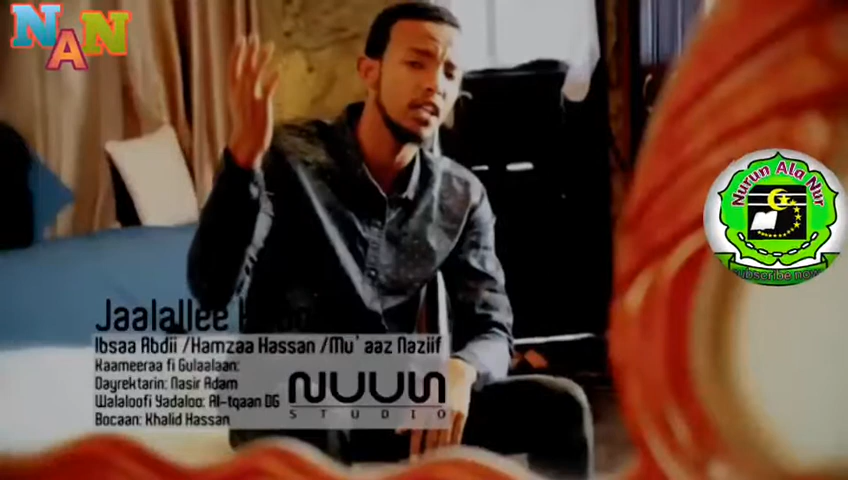 NAN
Nurun Ala Nur
subscribe now
Jaalallee
Ibsaa Abdii /Hamzaa Hassan /Mu'aaz Naziif
Kaameeraa fi Gulaalaan:
Dayrektarin: Nasir Adam
Walaloofi Yadaloo: Al-tqaan DG
Bocaan: Khalid Hassan
NUUN
STUDIO